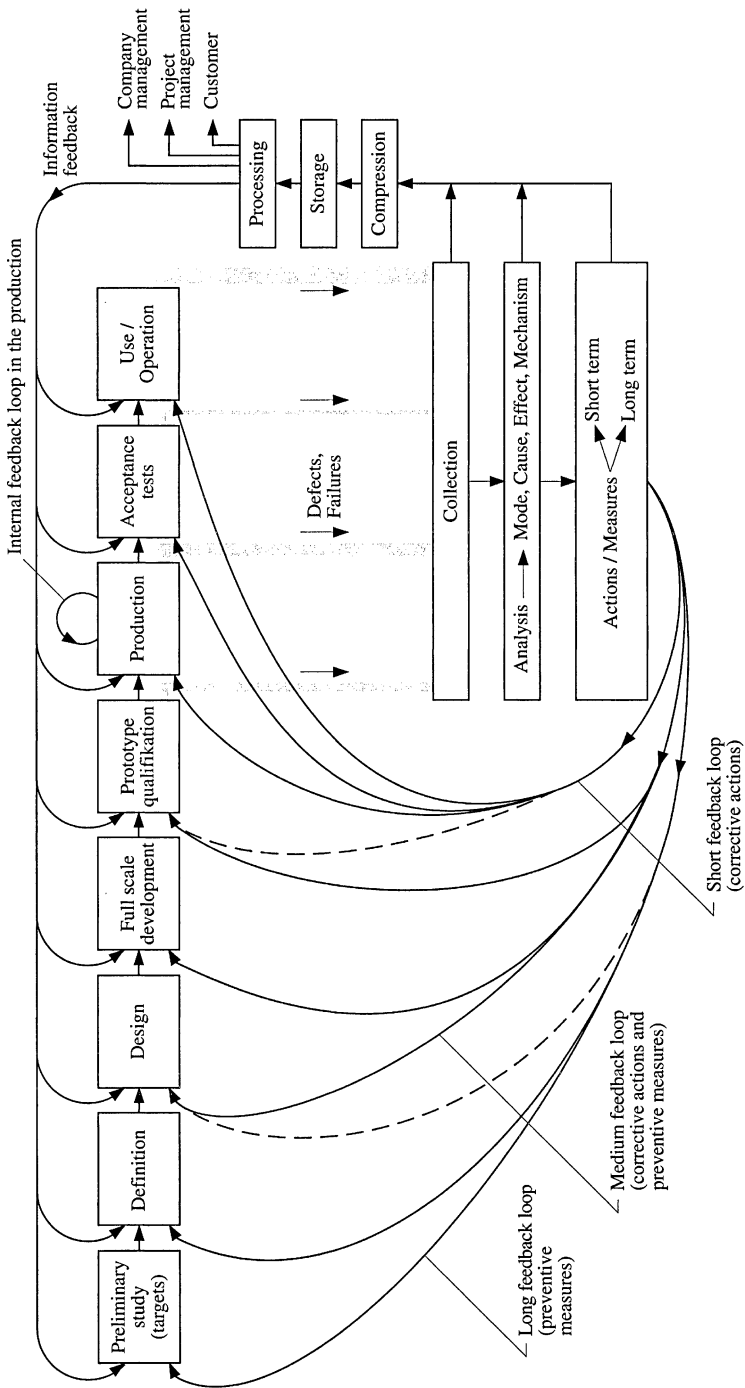 Company
management
Project
management
Customer
Information
feedback
Processing
Storage
Compression
Internal feedback loop in the production
Preliminary
study
(targets)
Definition
Design
Full scale
development
Prototype
qualifikation
Production
Acceptance
tests
Use /
Operation
Defects,
Failures
Collection
Analysis Mode, Cause, Effect, Mechanism
Actions / Measures
Short term
Long term
Short feedback loop
(corrective actions)
Medium feedback loop
(corrective actions and
preventive measures)
Long feedback loop
(preventive
measures)